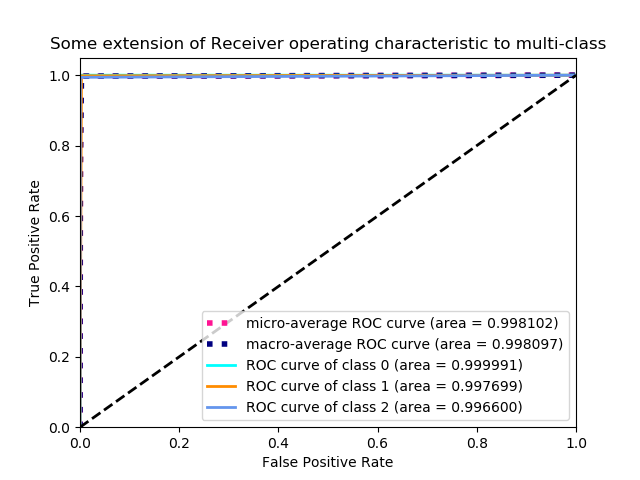 Some extension of Receiver operating characteristic to multi-class
1.0
0.8
0.6
0.4
0.2
0.0
True Positive Rate
micro-average ROC curve (area = 0.998102)
macro-average ROC curve (area = 0.998097)
ROC curve of class 0 (area = 0.999991)
ROC curve of class 1 (area = 0.997699)
ROC curve of class 2 (area = 0.996600)
0.0 0.2 0.4 0.6 0.8 1.0
False Positive Rate